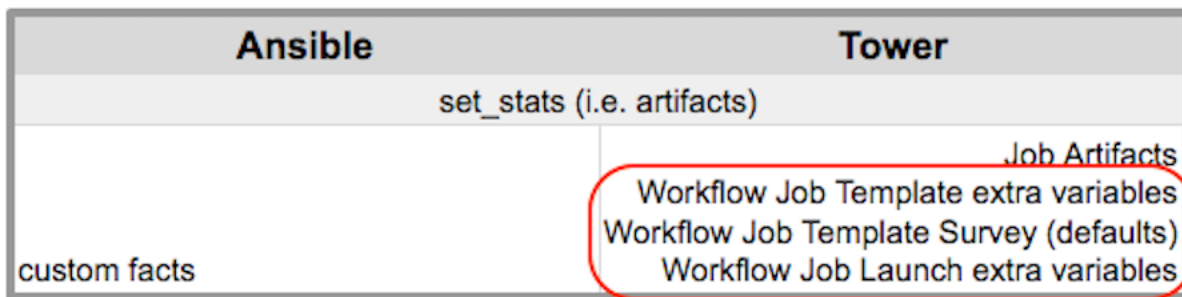 Ansible Tower
set_stats (i.e. artifacts)
Job Artifacts
Workflow Job Template extra variables
Workflow Job Template Survey (defaults)
custom facts Workflow Job Launch extra variables